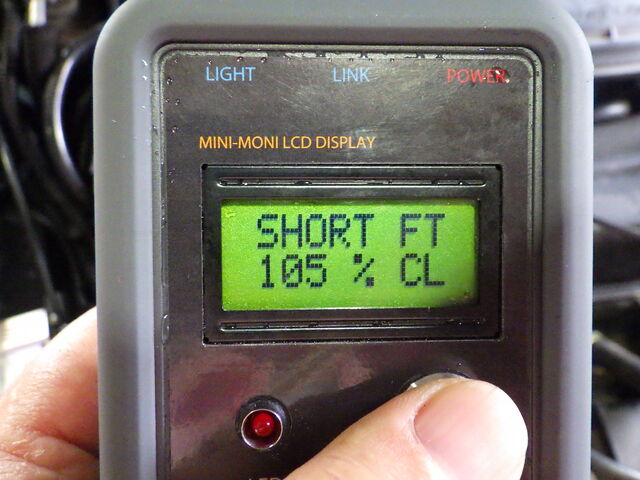 LIGHT LINK POWER
MINI-MONI LCD DISPLAY
SHORT FT
105 % CL